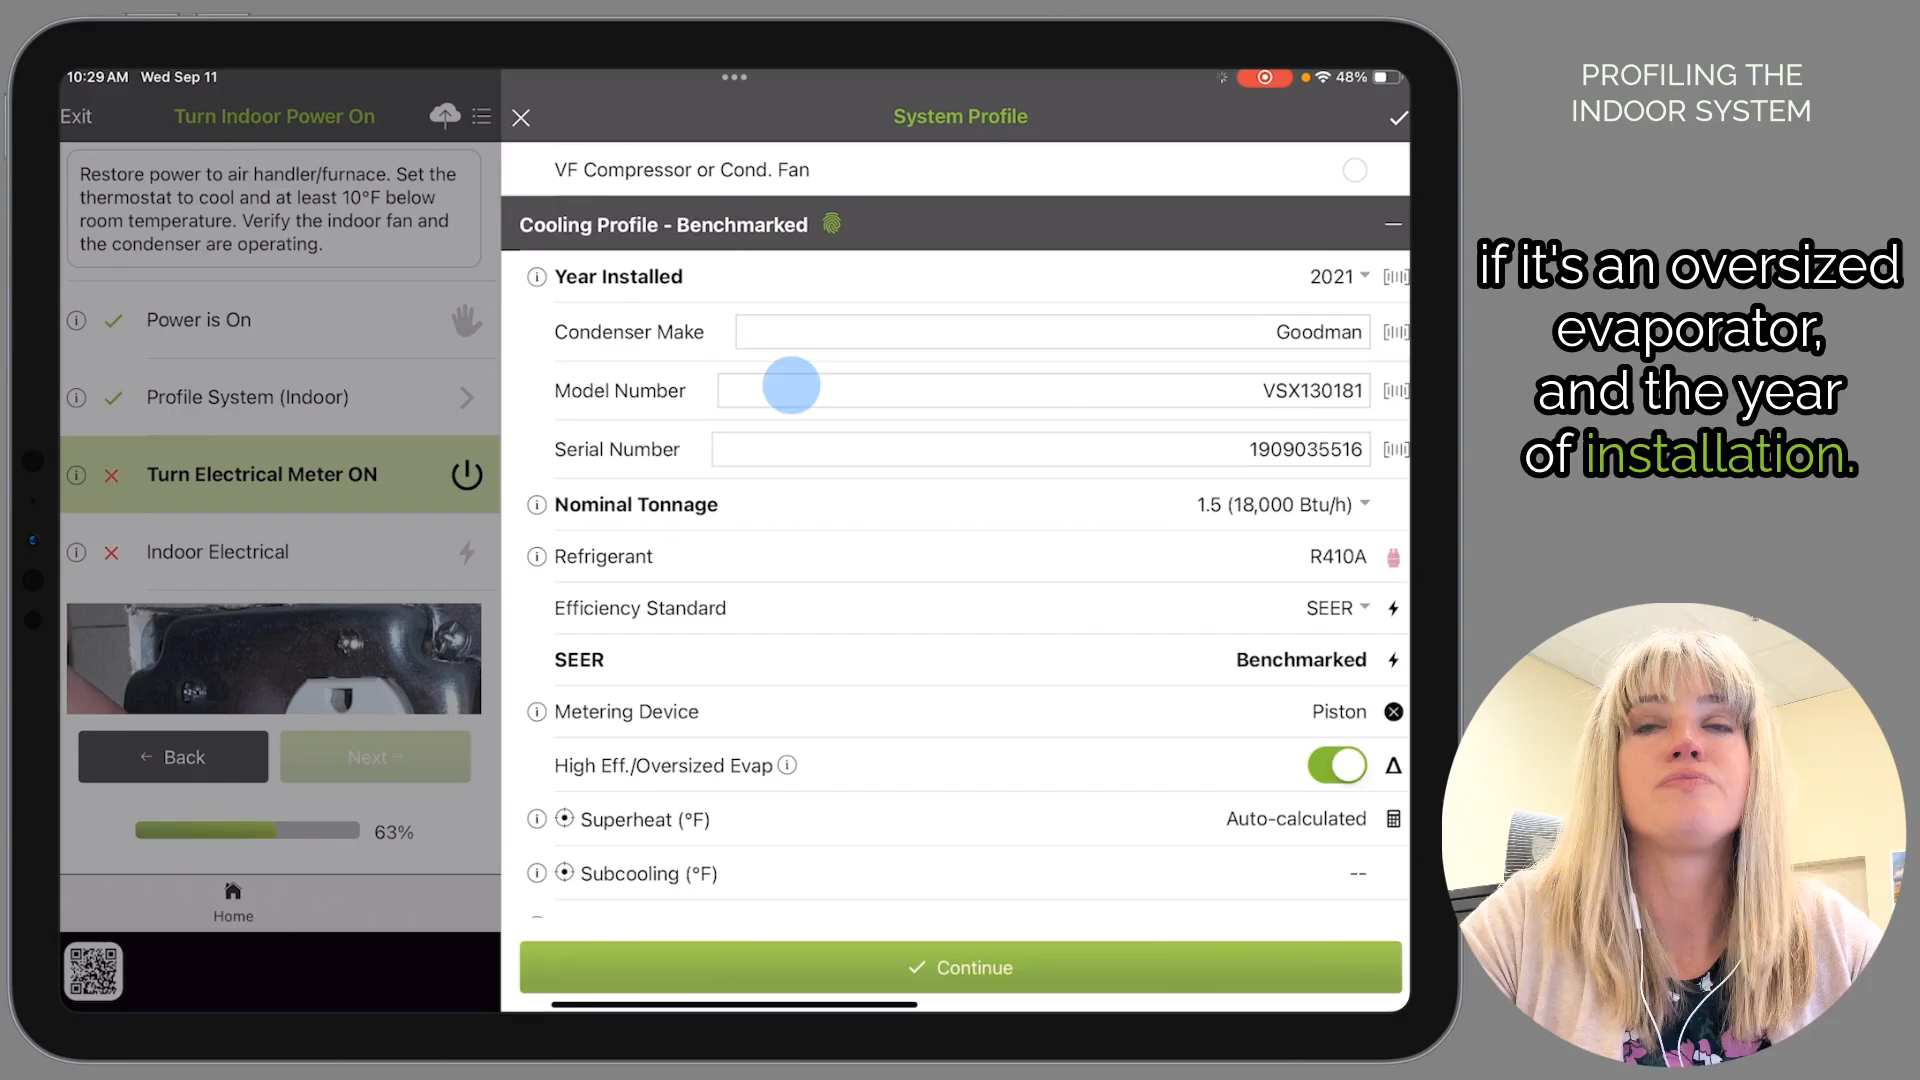 10:29 AM Wed Sep 11
48%
Exit
Turn Indoor Power On
Restore power to air handler/furnace. Set the
thermostat to cool and at least 10°F below
room temperature. Verify the indoor fan and
the condenser are operating.
Power is On
Profile System (Indoor)
Turn Electrical Meter ON
Indoor Electrical
← Back
Next →
63%
Home
System Profile
VF Compressor or Cond. Fan
Cooling Profile - Benchmarked
Year Installed 2021
Condenser Make Goodman
Model Number VSX130181
Serial Number 1909035516
Nominal Tonnage 1.5 (18,000 Btu/h)
Refrigerant R410A
Efficiency Standard SEER
SEER Benchmarked
Metering Device Piston
High Eff./Oversized Evap
Superheat (°F) Auto-calculated
Subcooling (°F) --
Continue
PROFILING THE
INDOOR SYSTEM
if it's an oversized
evaporator,
and the year
of installation.